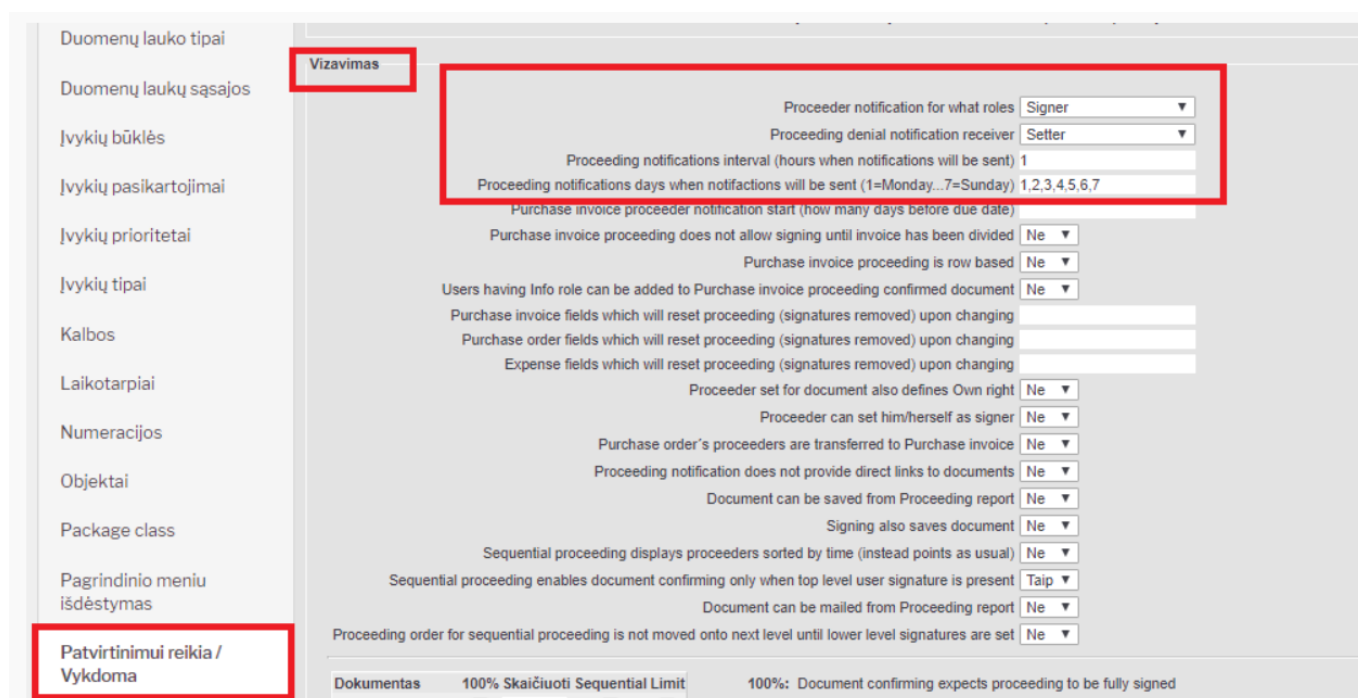 Duomenų lauko tipai
Duomenų laukų sąsajos
Įvykių būklės
Įvykių pasikartojimai
Įvykių prioritetai
Įvykių tipai
Kalbos
Laikotarpiai
Numeracijos
Objektai
Package class
Pagrindinio meniu
išdėstymas
Patvirtinimui reikia /
Vykdoma
Vizavimas
Proceeder notification for what roles Signer
Proceeding denial notification receiver Setter
Proceeding notifications interval (hours when notifications will be sent) 1
Proceeding notifications days when notifactions will be sent (1=Monday...7=Sunday) 1,2,3,4,5,6,7
Purchase invoice proceeder notification start (how many days before due date)
Purchase invoice proceeding does not allow signing until invoice has been divided Ne
Purchase invoice proceeding is row based Ne
Users having Info role can be added to Purchase invoice proceeding confirmed document Ne
Purchase invoice fields which will reset proceeding (signatures removed) upon changing
Purchase order fields which will reset proceeding (signatures removed) upon changing
Expense fields which will reset proceeding (signatures removed) upon changing
Proceeder set for document also defines Own right Ne
Proceeder can set him/herself as signer Ne
Purchase order´s proceeders are transferred to Purchase invoice Ne
Proceeding notification does not provide direct links to documents Ne
Document can be saved from Proceeding report Ne
Signing also saves document Ne
Sequential proceeding displays proceeders sorted by time (instead points as usual) Ne
Sequential proceeding enables document confirming only when top level user signature is present Taip
Document can be mailed from Proceeding report Ne
Proceeding order for sequential proceeding is not moved onto next level until lower level signatures are set Ne
Dokumentas 100% Skaičiuoti Sequential Limit 100%: Document confirming expects proceeding to be fully signed